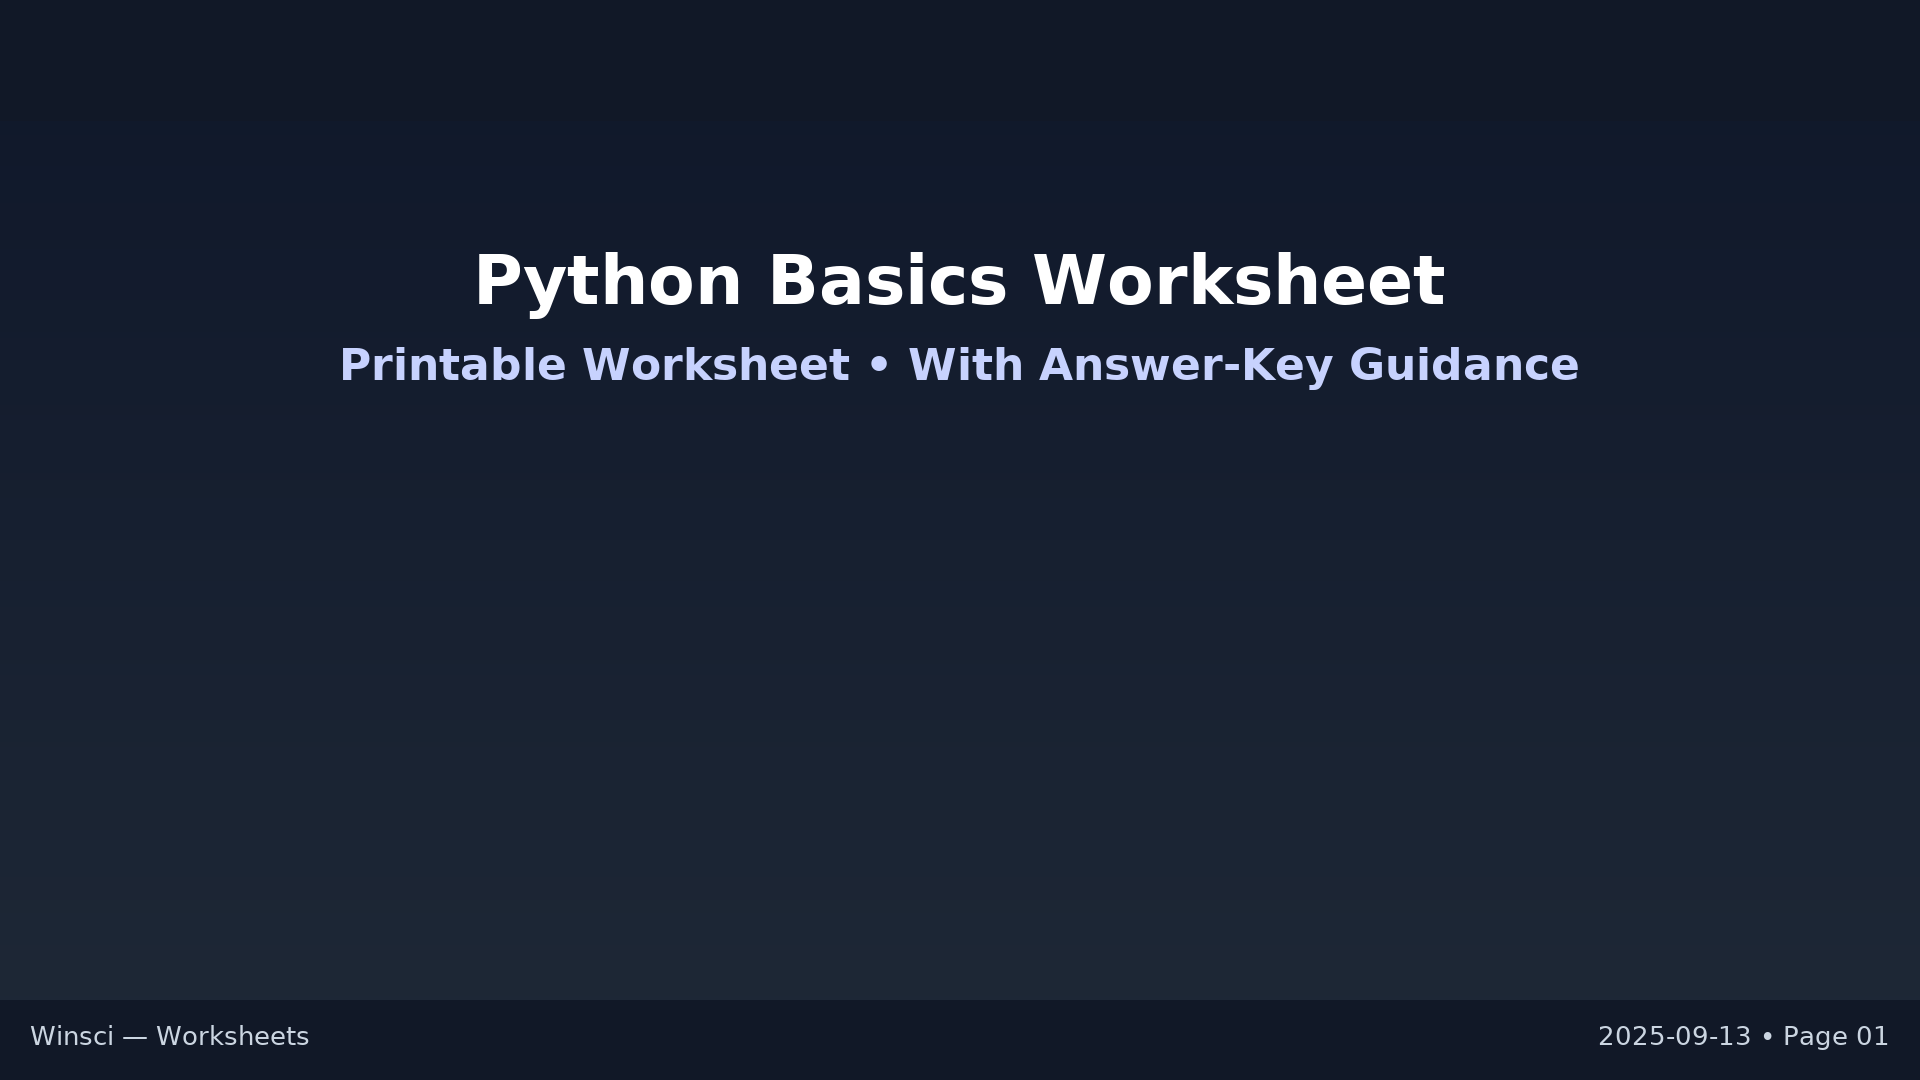 Python Basics Worksheet
Printable Worksheet • With Answer-Key Guidance
Winsci — Worksheets
2025-09-13 • Page 01